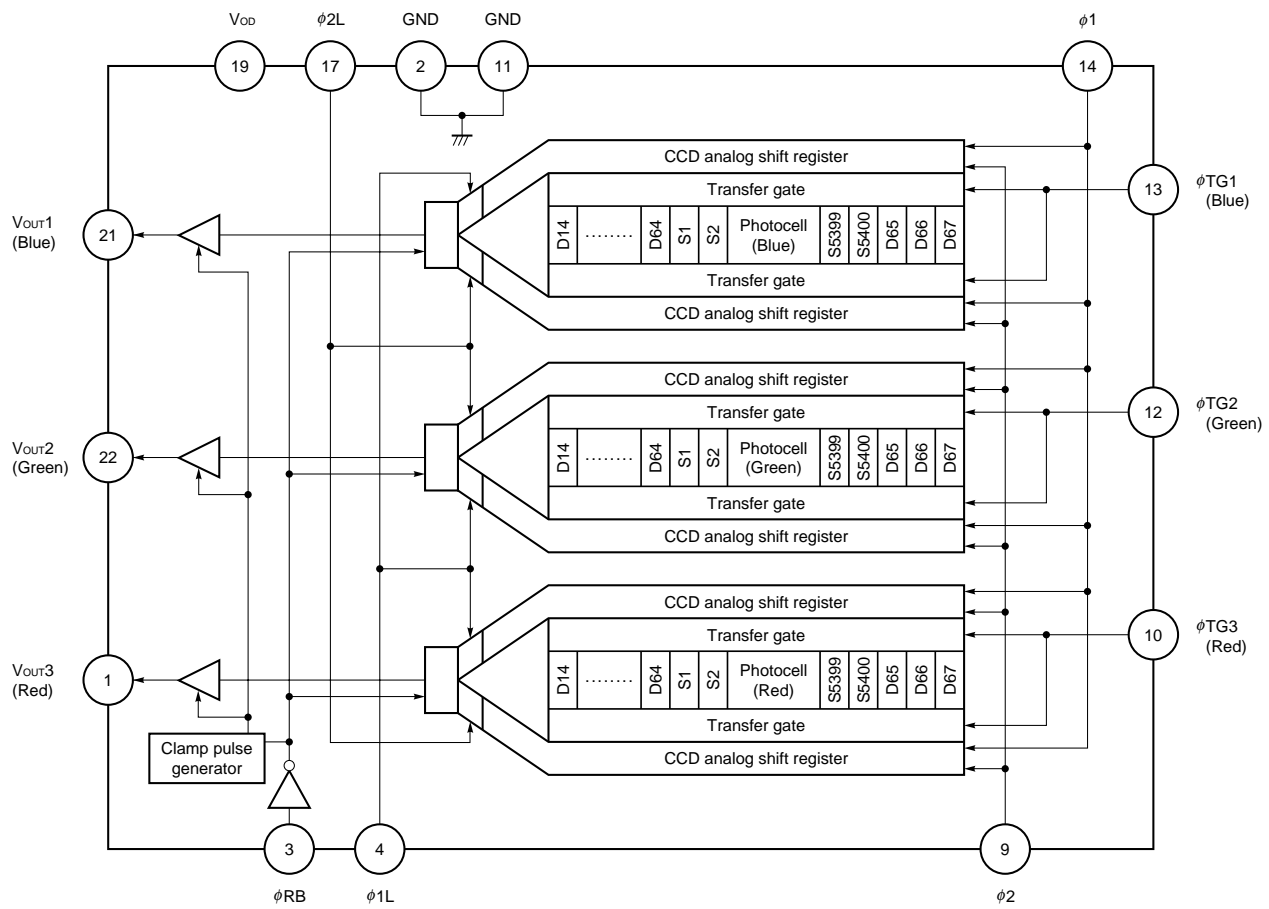 VOD
ϕ2L
GND
GND
ϕ1
19
17
2
11
14
CCD analog shift register
Transfer gate
D14
........
D64
S1
S2
Photocell
(Blue)
S5399
S5400
D65
D66
D67
Transfer gate
CCD analog shift register
13
ϕTG1
(Blue)
VOUT1
(Blue)
21
CCD analog shift register
Transfer gate
D14
........
D64
S1
S2
Photocell
(Green)
S5399
S5400
D65
D66
D67
Transfer gate
CCD analog shift register
12
ϕTG2
(Green)
VOUT2
(Green)
22
CCD analog shift register
Transfer gate
D14
........
D64
S1
S2
Photocell
(Red)
S5399
S5400
D65
D66
D67
Transfer gate
CCD analog shift register
10
ϕTG3
(Red)
VOUT3
(Red)
1
Clamp pulse
generator
3
4
9
ϕRB
ϕ1L
ϕ2